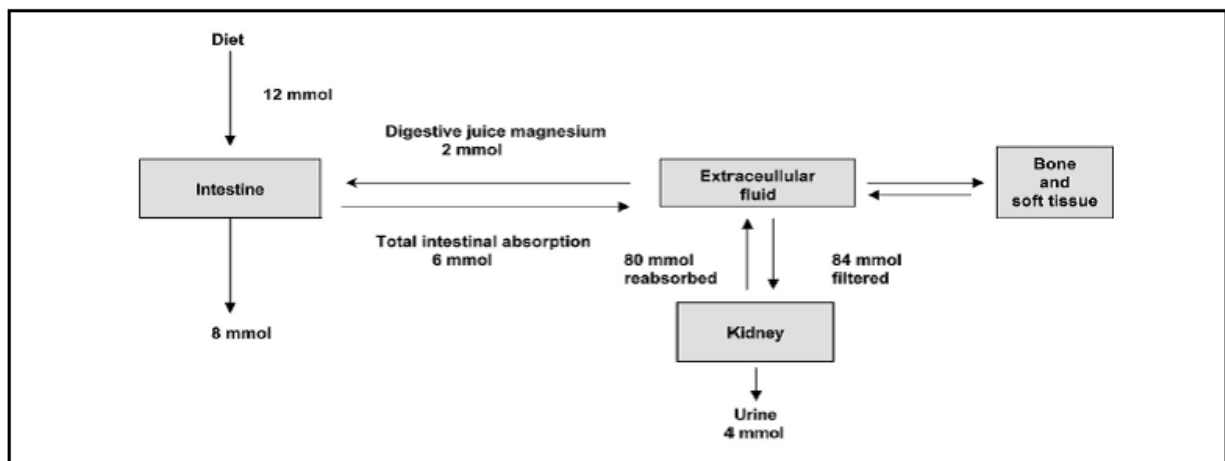 Diet
12 mmol
Digestive juice magnesium
2 mmol
Intestine
Extraceullular
fluid
Bone
and
soft tissue
Total intestinal absorption
6 mmol
80 mmol
reabsorbed
84 mmol
filtered
8 mmol
Kidney
Urine
4 mmol